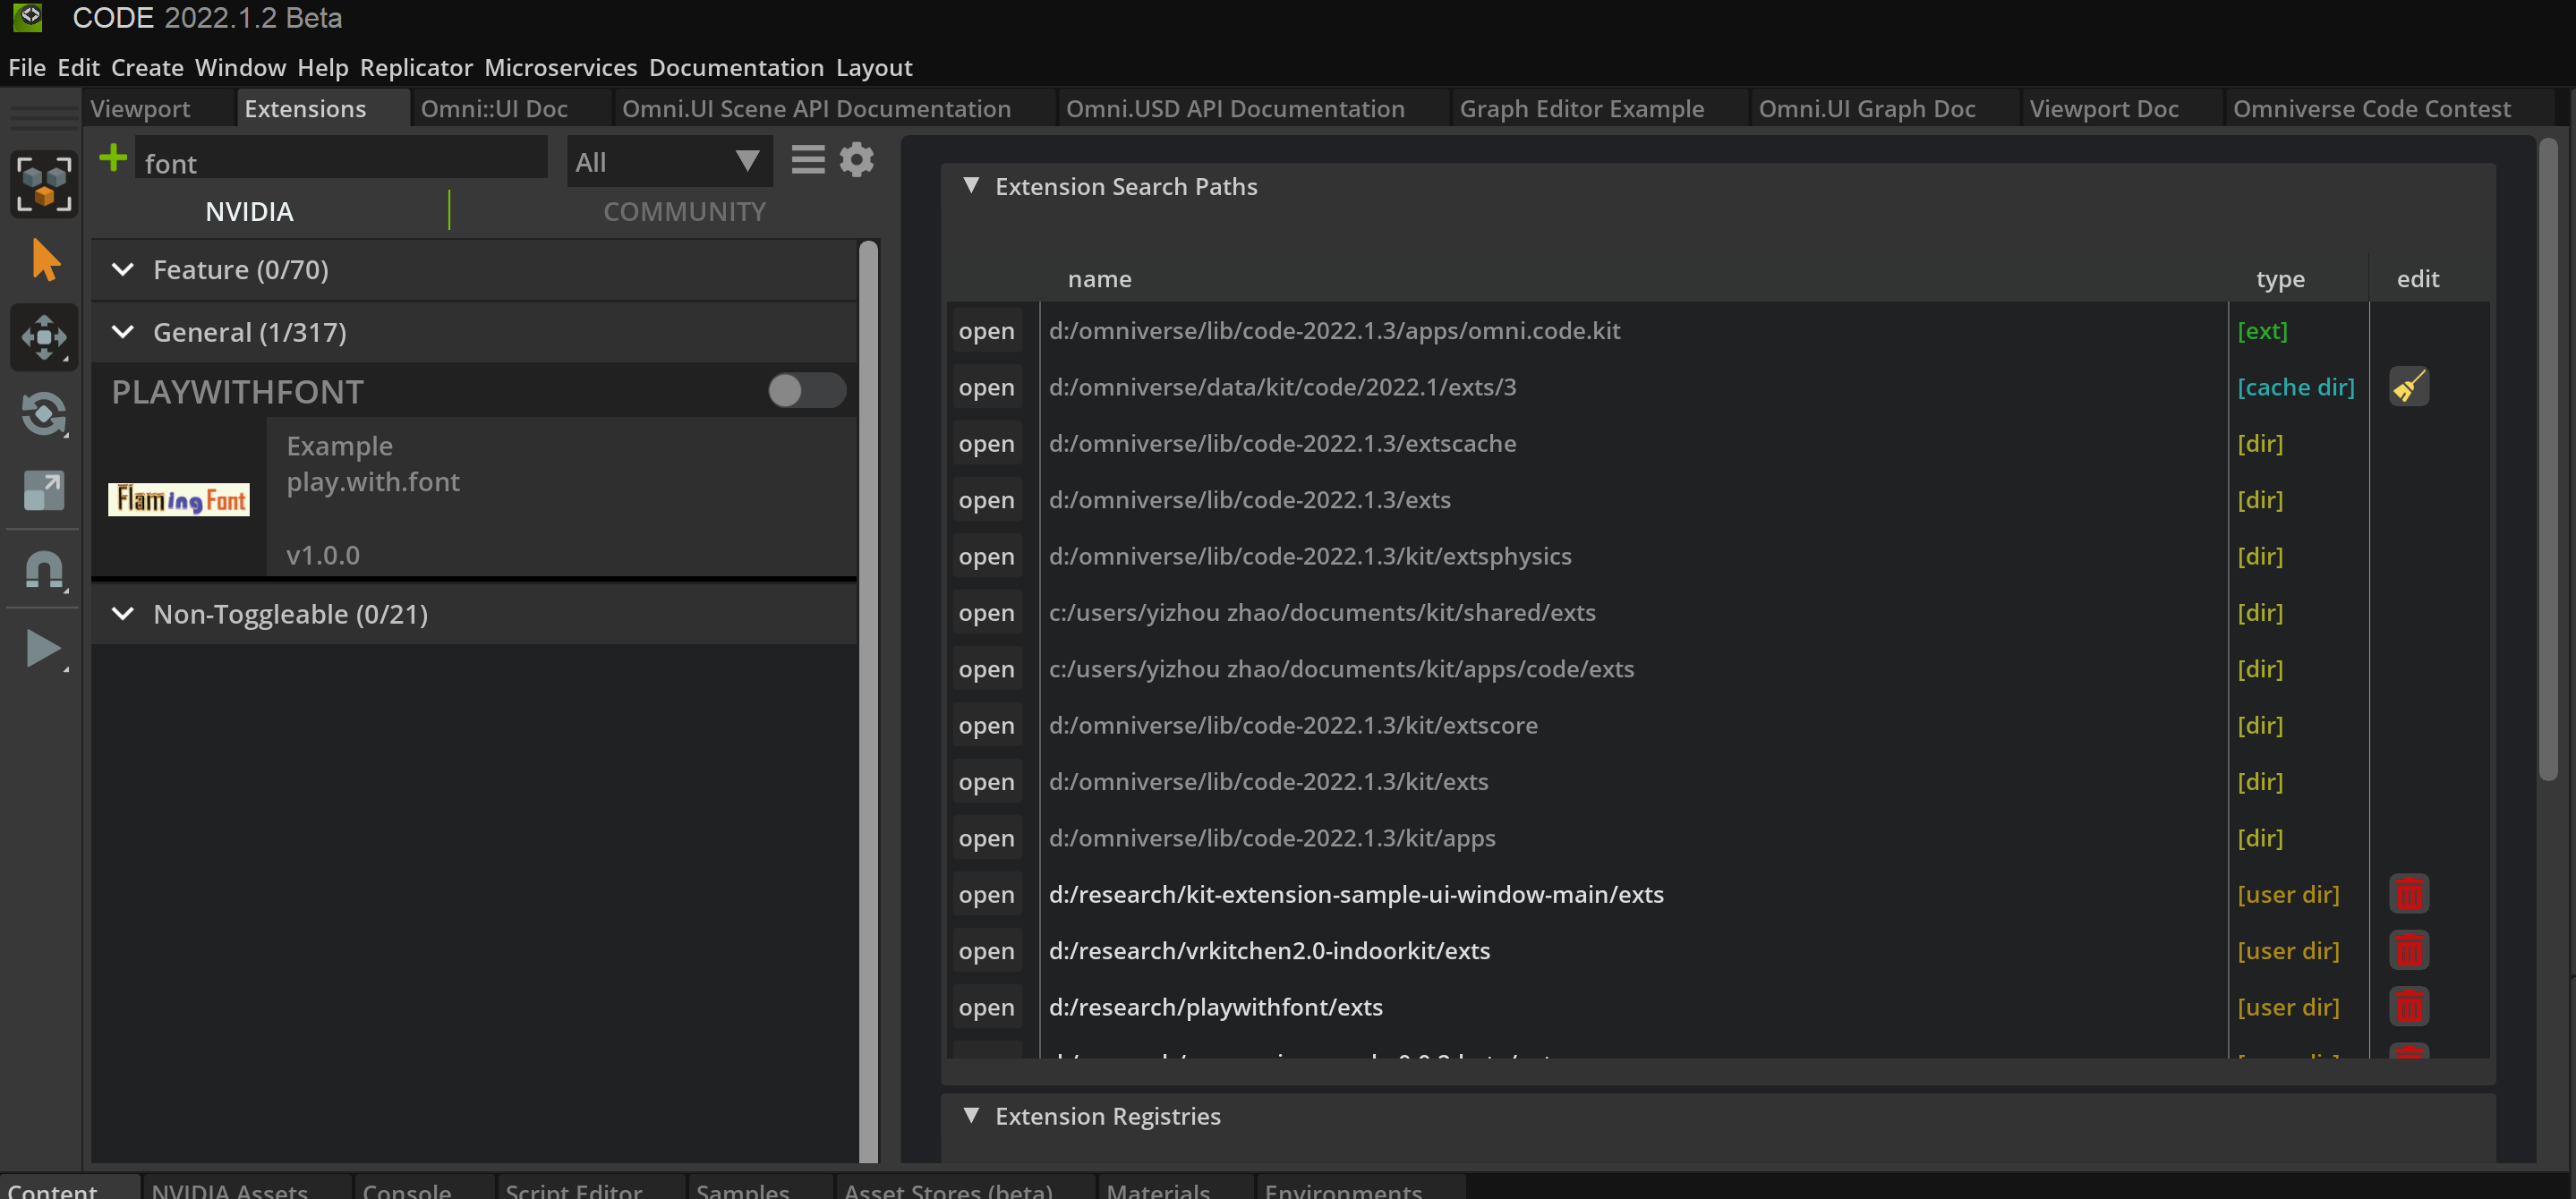 CODE 2022.1.2 Beta
File Edit Create Window Help Replicator Microservices Documentation Layout
Viewport Extensions Omni::UI Doc Omni.UI Scene API Documentation Omni.USD API Documentation Graph Editor Example Omni.UI Graph Doc Viewport Doc Omniverse Code Contest
font All
NVIDIA COMMUNITY
Feature (0/70)
General (1/317)
PLAYWITHFONT
Flaming Font
Example
play.with.font
v1.0.0
Non-Toggleable (0/21)
Extension Search Paths
name type edit
open d:/omniverse/lib/code-2022.1.3/apps/omni.code.kit [ext]
open d:/omniverse/data/kit/code/2022.1/exts/3 [cache dir]
open d:/omniverse/lib/code-2022.1.3/extscache [dir]
open d:/omniverse/lib/code-2022.1.3/exts [dir]
open d:/omniverse/lib/code-2022.1.3/kit/extsphysics [dir]
open c:/users/yizhou zhao/documents/kit/shared/exts [dir]
open c:/users/yizhou zhao/documents/kit/apps/code/exts [dir]
open d:/omniverse/lib/code-2022.1.3/kit/extscore [dir]
open d:/omniverse/lib/code-2022.1.3/kit/exts [dir]
open d:/omniverse/lib/code-2022.1.3/kit/apps [dir]
open d:/research/kit-extension-sample-ui-window-main/exts [user dir]
open d:/research/vrkitchen2.0-indoorkit/exts [user dir]
open d:/research/playwithfont/exts [user dir]
Extension Registries
Content NVIDIA Assets Console Script Editor Samples Asset Stores (beta) Materials Environments